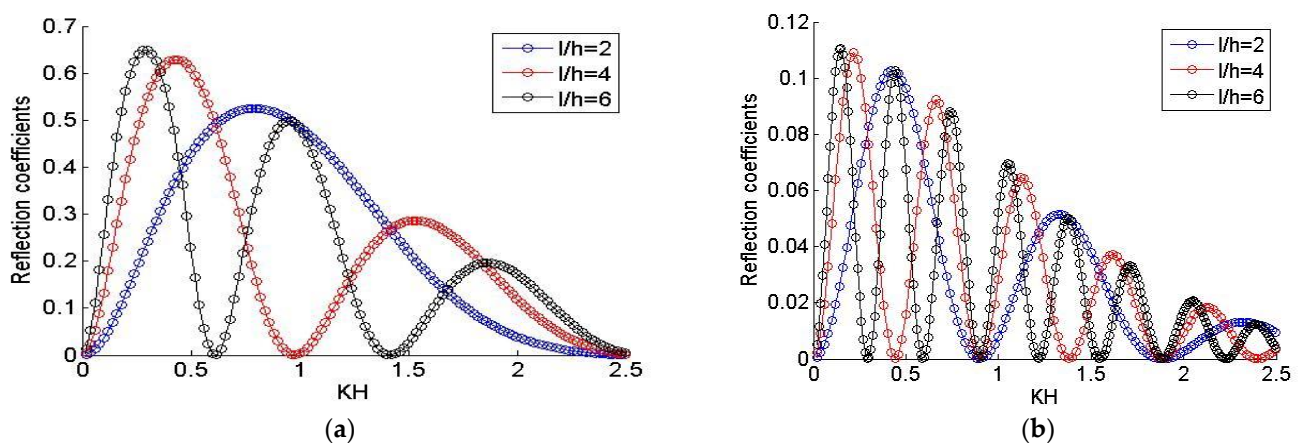 0.7
0.6
0.5
0.4
0.3
0.2
0.1
0
Reflection coefficients
0 0.5 1 1.5 2 2.5
KH
l/h=2
l/h=4
l/h=6
(a)
0.12
0.1
0.08
0.06
0.04
0.02
0
Reflection coefficients
0 0.5 1 1.5 2 2.5
KH
l/h=2
l/h=4
l/h=6
(b)